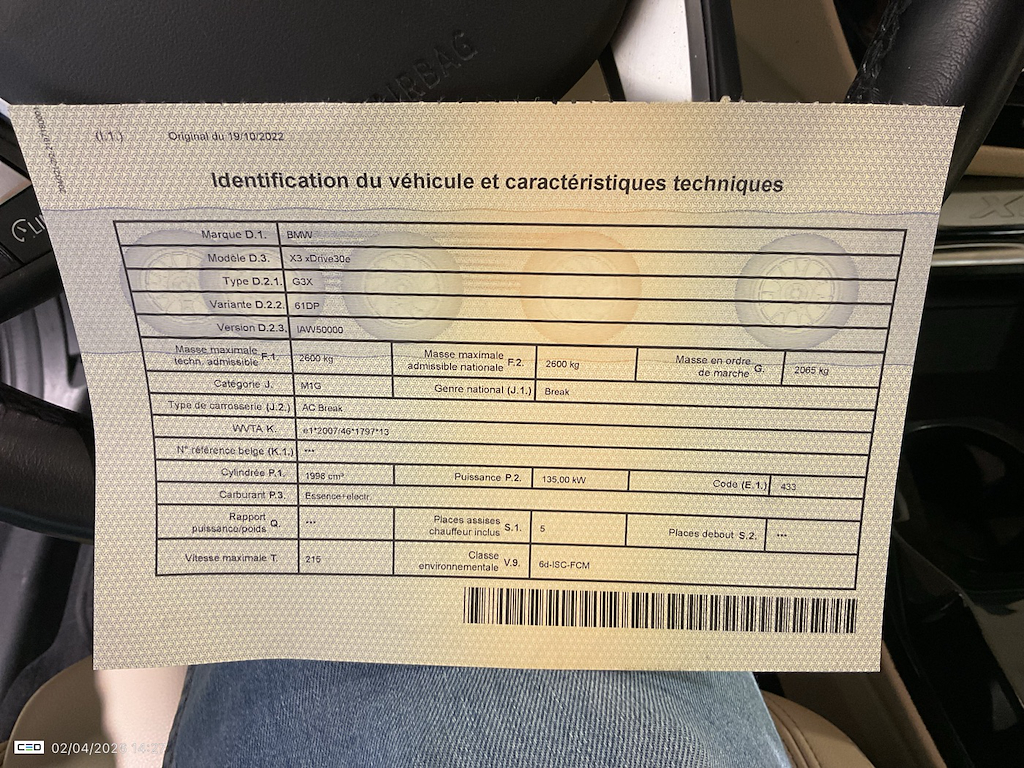 AIRBAG
(I.1.) Original du 19/10/2022
Identification du véhicule et caractéristiques techniques
Marque D.1. BMW
Modèle D.3. X3 xDrive30e
Type D.2.1. G3X
Variante D.2.2. 61DP
Version D.2.3. IAW50000
Masse maximale techn. admissible F.1. 2600 kg Masse maximale admissible nationale F.2. 2600 kg Masse en ordre de marche G. 2065 kg
Catégorie J. M1G Genre national (J.1.) Break
Type de carrosserie (J.2.) AC Break
WVTA K. e1*2007/46*1797*13
N° référence belge (K.1.) ***
Cylindrée P.1. 1998 cm³ Puissance P.2. 135,00 kW Code (E.1.) 433
Carburant P.3. Essence+electr.
Rapport puissance/poids Q. *** Places assises chauffeur inclus S.1. 5 Places debout S.2. ***
Vitesse maximale T. 215 Classe environnementale V.9. 6d-ISC-FCM
LIM
X
CEO 02/04/202